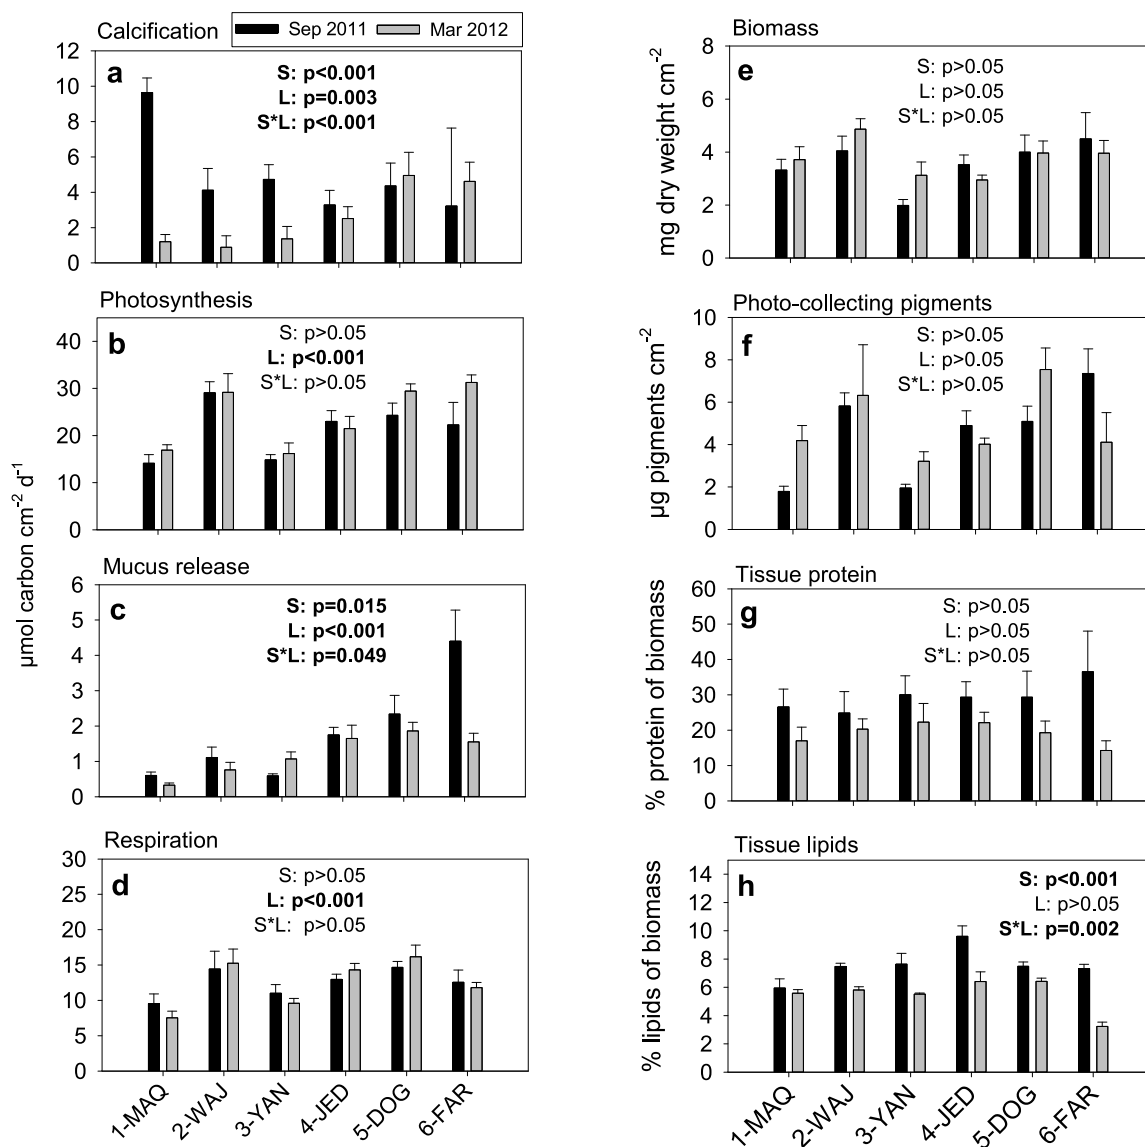 Calcification
Sep 2011
Mar 2012
12
10
8
6
4
2
0
a
S: p<0.001
L: p=0.003
S*L: p<0.001
Photosynthesis
40
30
20
10
0
b
S: p>0.05
L: p<0.001
S*L: p>0.05
Mucus release
6
5
4
3
2
1
0
c
S: p=0.015
L: p<0.001
S*L: p=0.049
Respiration
30
25
20
15
10
5
0
d
S: p>0.05
L: p<0.001
S*L: p>0.05
µmol carbon cm⁻² d⁻¹
1-MAQ
2-WAJ
3-YAN
4-JED
5-DOG
6-FAR
Biomass
mg dry weight cm⁻²
8
6
4
2
0
e
S: p>0.05
L: p>0.05
S*L: p>0.05
Photo-collecting pigments
µg pigments cm⁻²
10
8
6
4
2
0
f
S: p>0.05
L: p>0.05
S*L: p>0.05
Tissue protein
% protein of biomass
60
50
40
30
20
10
0
g
S: p>0.05
L: p>0.05
S*L: p>0.05
Tissue lipids
% lipids of biomass
14
12
10
8
6
4
2
0
h
S: p<0.001
L: p>0.05
S*L: p=0.002
1-MAQ
2-WAJ
3-YAN
4-JED
5-DOG
6-FAR